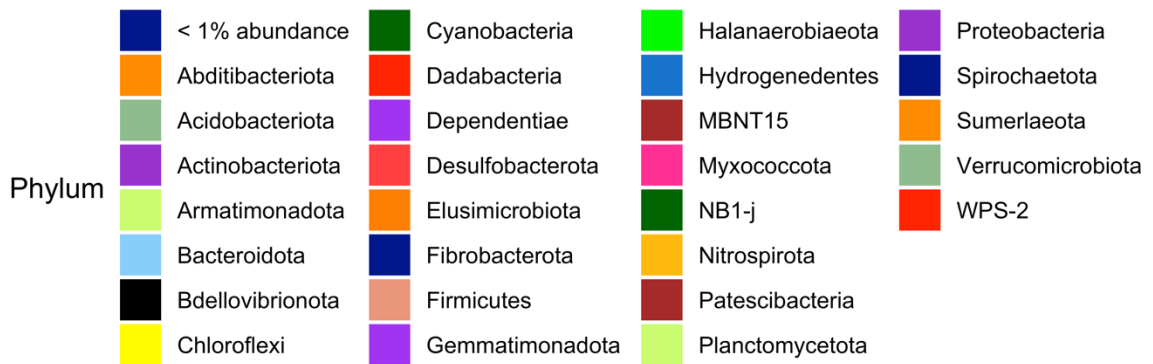 Phylum
< 1% abundance
Abditibacteriota
Acidobacteriota
Actinobacteriota
Armatimonadota
Bacteroidota
Bdellovibrionota
Chloroflexi
Cyanobacteria
Dadabacteria
Dependentiae
Desulfobacterota
Elusimicrobiota
Fibrobacterota
Firmicutes
Gemmatimonadota
Halanaerobiaeota
Hydrogenedentes
MBNT15
Myxococcota
NB1-j
Nitrospirota
Patescibacteria
Planctomycetota
Proteobacteria
Spirochaetota
Sumerlaeota
Verrucomicrobiota
WPS-2